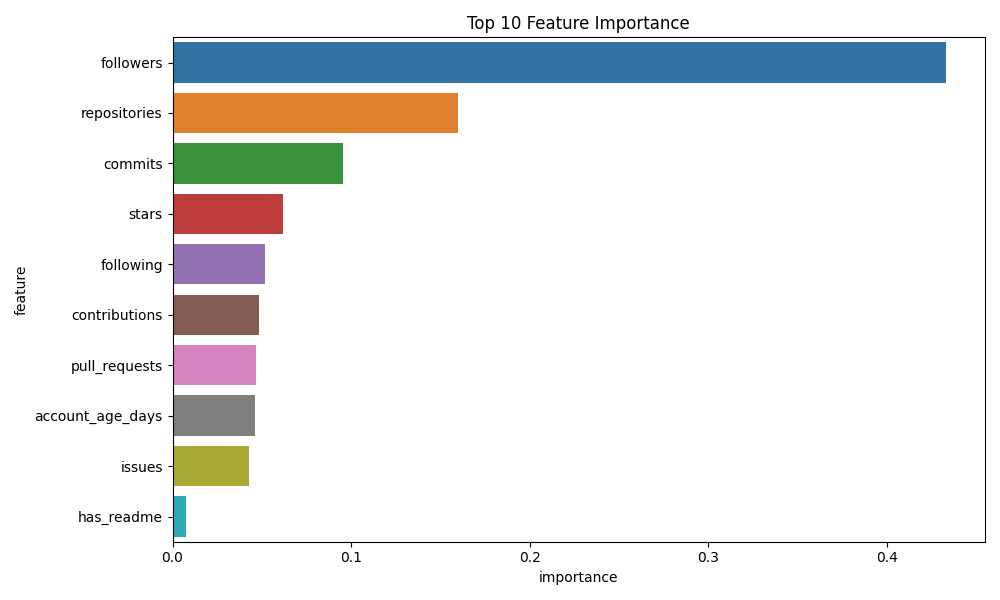 Top 10 Feature Importance
followers
repositories
commits
stars
following
contributions
pull_requests
account_age_days
issues
has_readme
feature
0.0 0.1 0.2 0.3 0.4
importance